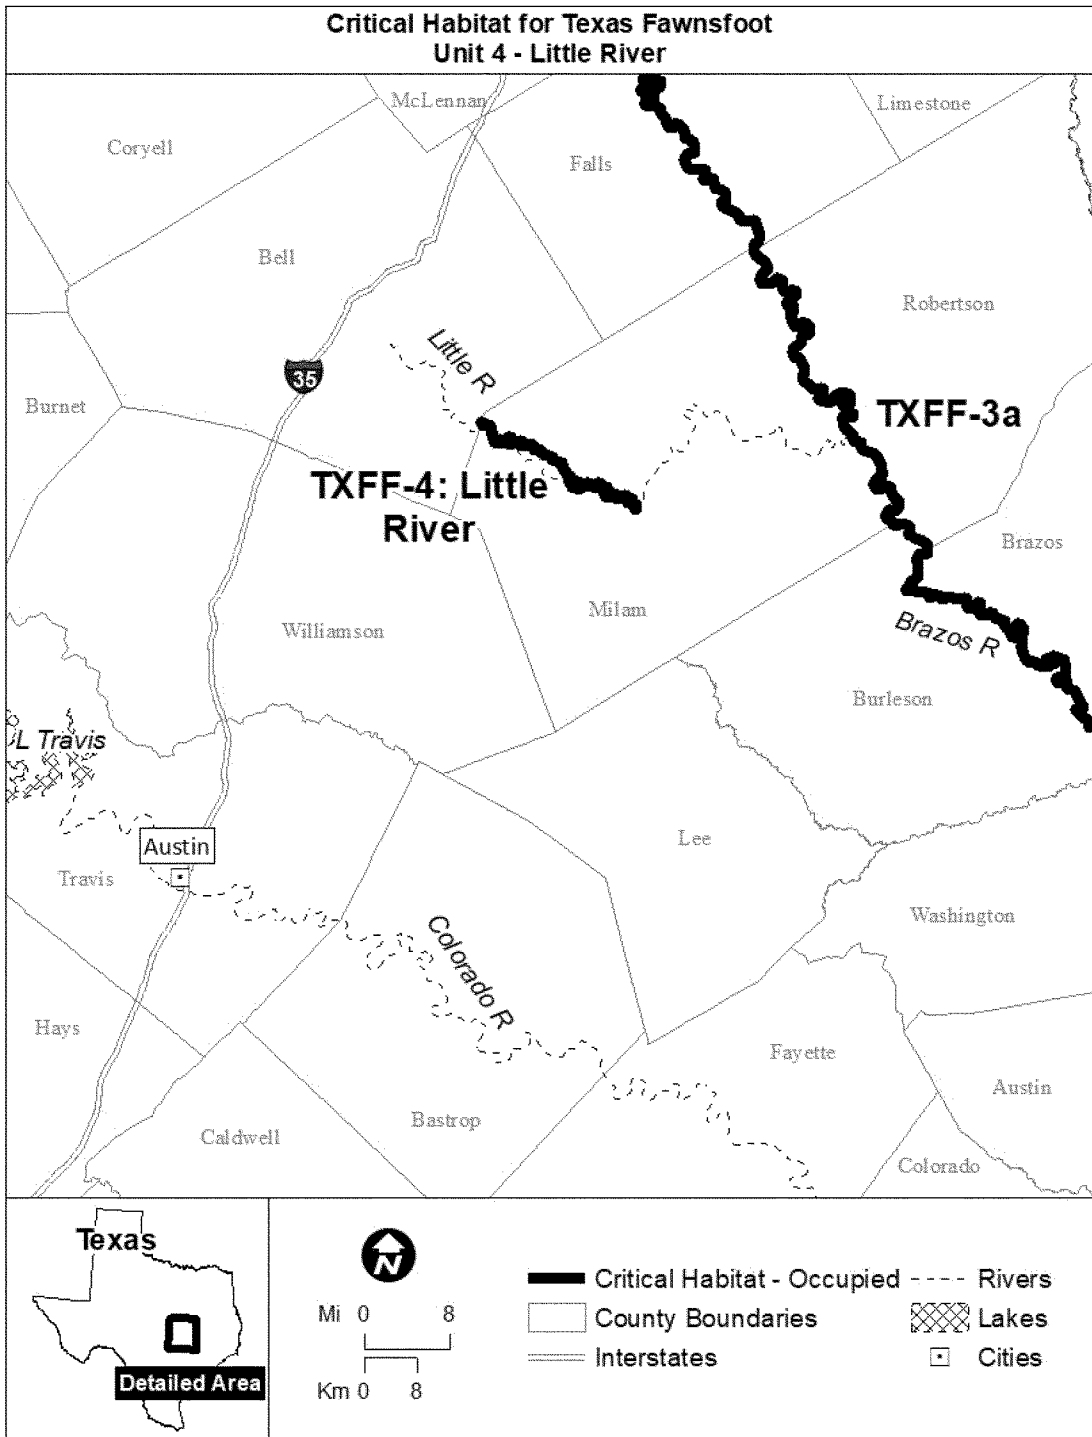 Critical Habitat for Texas Fawnsfoot
Unit 4 - Little River
McLennan
Limestone
Coryell
Falls
Bell
Robertson
Little R
35
Burnet
TXFF-3a
TXFF-4: Little
River
Brazos
Milam
Williamson
Brazos R
Burleson
L Travis
Lee
Austin
Travis
Washington
Colorado R
Hays
Fayette
Austin
Bastrop
Caldwell
Colorado
Texas
Detailed Area
N
Mi 0 8
Km 0 8
Critical Habitat - Occupied
County Boundaries
Interstates
Rivers
Lakes
Cities